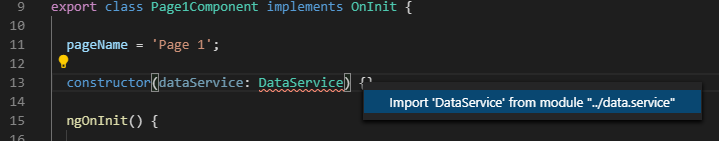 9 export class Page1Component implements OnInit {
10
11 pageName = 'Page 1';
12
13 constructor(dataService: DataService) {}
Import 'DataService' from module "../data.service"
14
15 ngOnInit() {
16